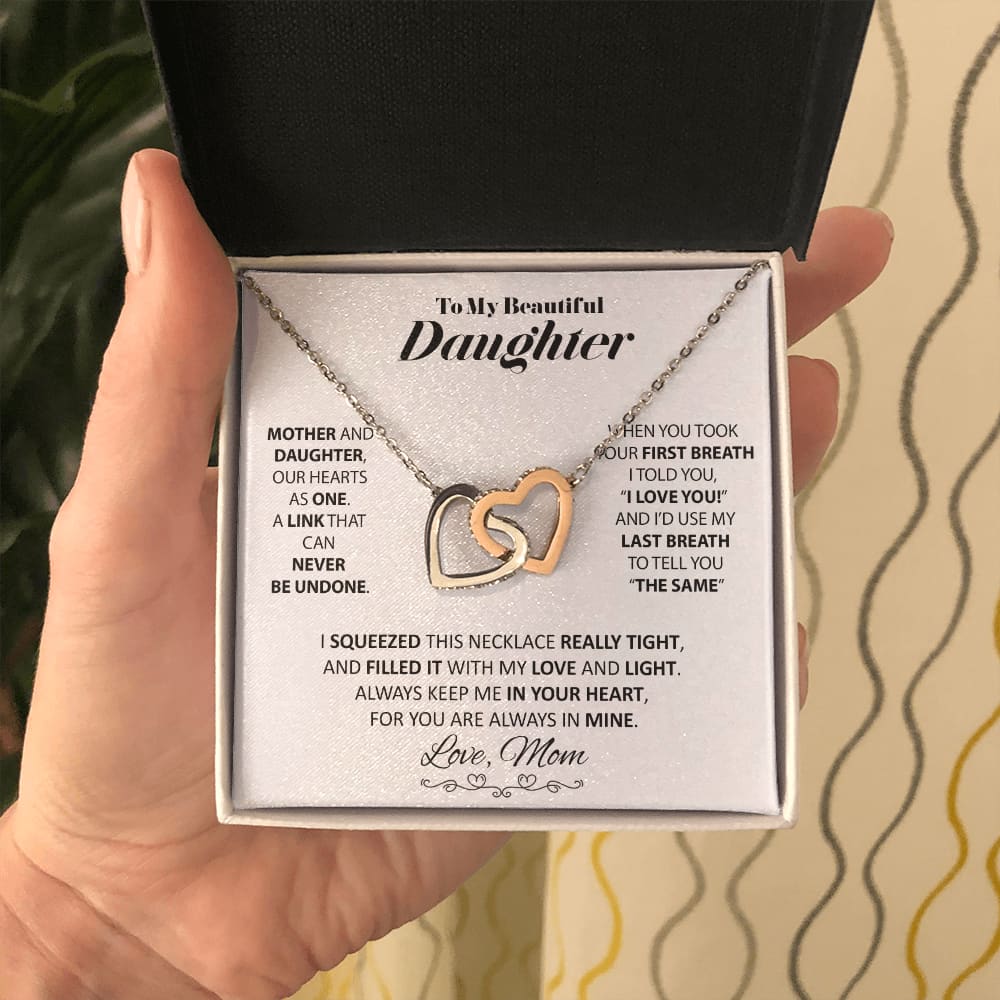 To My Beautiful
Daughter
MOTHER AND
DAUGHTER,
OUR HEARTS
AS ONE.
A LINK THAT
CAN
NEVER
BE UNDONE.
WHEN YOU TOOK
YOUR FIRST BREATH
I TOLD YOU,
“I LOVE YOU!”
AND I’D USE MY
LAST BREATH
TO TELL YOU
“THE SAME”
I SQUEEZED THIS NECKLACE REALLY TIGHT,
AND FILLED IT WITH MY LOVE AND LIGHT.
ALWAYS KEEP ME IN YOUR HEART,
FOR YOU ARE ALWAYS IN MINE.
Love, Mom